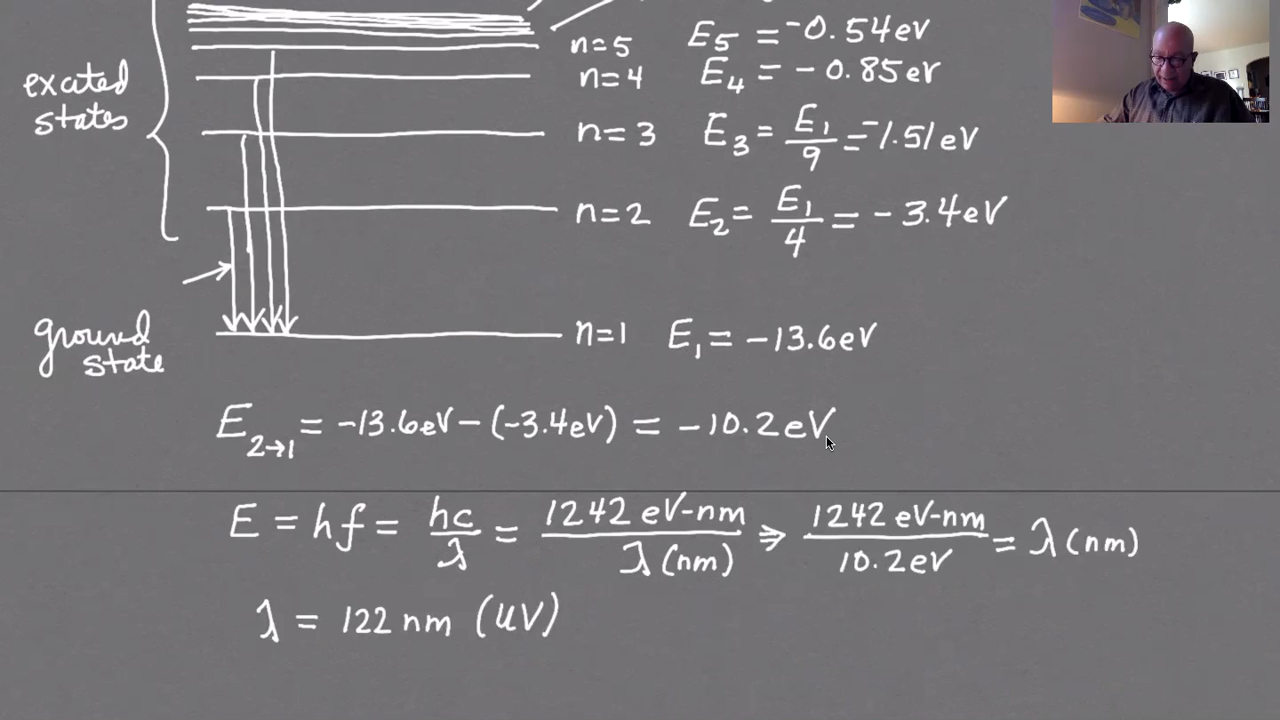 n=5 E₅ = -0.54eV
n=4 E₄ = -0.85eV
excited states
n=3 E₃ = E₁/9 = -1.51eV
n=2 E₂ = E₁/4 = -3.4eV
ground state
n=1 E₁ = -13.6eV
E₂→₁ = -13.6eV - (-3.4eV) = -10.2eV
E = hf = hc/λ = 1242 eV-nm/λ(nm) ⇒ 1242 eV-nm/10.2eV = λ(nm)
λ = 122 nm (UV)